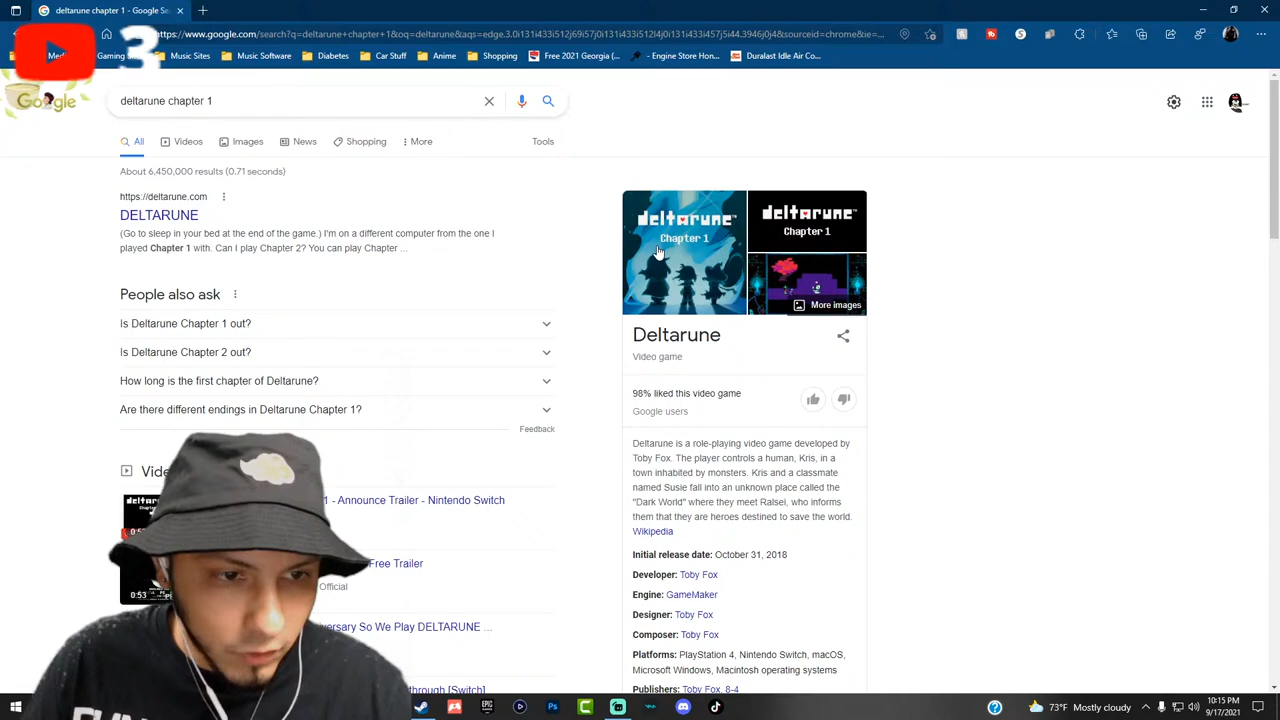 deltarune chapter 1 - Google S
3
https://www.google.com/search?q=deltarune+chapter+1&oq=deltarune
Music Sites
Music Software
Diabetes
Car Stuff
Anime
Shopping
Free 2021 Georgia (...
- Engine Store Hon...
Duralast Idle Air Co...
Google
deltarune chapter 1
All
Videos
Images
News
Shopping
More
Tools
About 6,450,000 results (0.71 seconds)
https://deltarune.com
DELTARUNE
(Go to sleep in your bed at the end of the game.) I'm on a different computer from the one I
played Chapter 1 with. Can I play Chapter 2? You can play Chapter ...
People also ask
Is Deltarune Chapter 1 out?
Is Deltarune Chapter 2 out?
How long is the first chapter of Deltarune?
Are there different endings in Deltarune Chapter 1?
Feedback
1 - Announce Trailer - Nintendo Switch
Free Trailer
Official
0:53
versary So We Play DELTARUNE ...
through [Switch]
deltarune™
Chapter 1
deltarune™
Chapter 1
More images
Deltarune
Video game
98% liked this video game
Google users
Deltarune is a role-playing video game developed by
Toby Fox. The player controls a human, Kris, in a
town inhabited by monsters. Kris and a classmate
named Susie fall into an unknown place called the
"Dark World" where they meet Ralsei, who informs
them that they are heroes destined to save the world.
Wikipedia
Initial release date: October 31, 2018
Developer: Toby Fox
Engine: GameMaker
Designer: Toby Fox
Composer: Toby Fox
Platforms: PlayStation 4, Nintendo Switch, macOS,
Microsoft Windows, Macintosh operating systems
Publishers: Toby Fox, 8-4
73°F Mostly cloudy
10:15 PM
9/17/2021